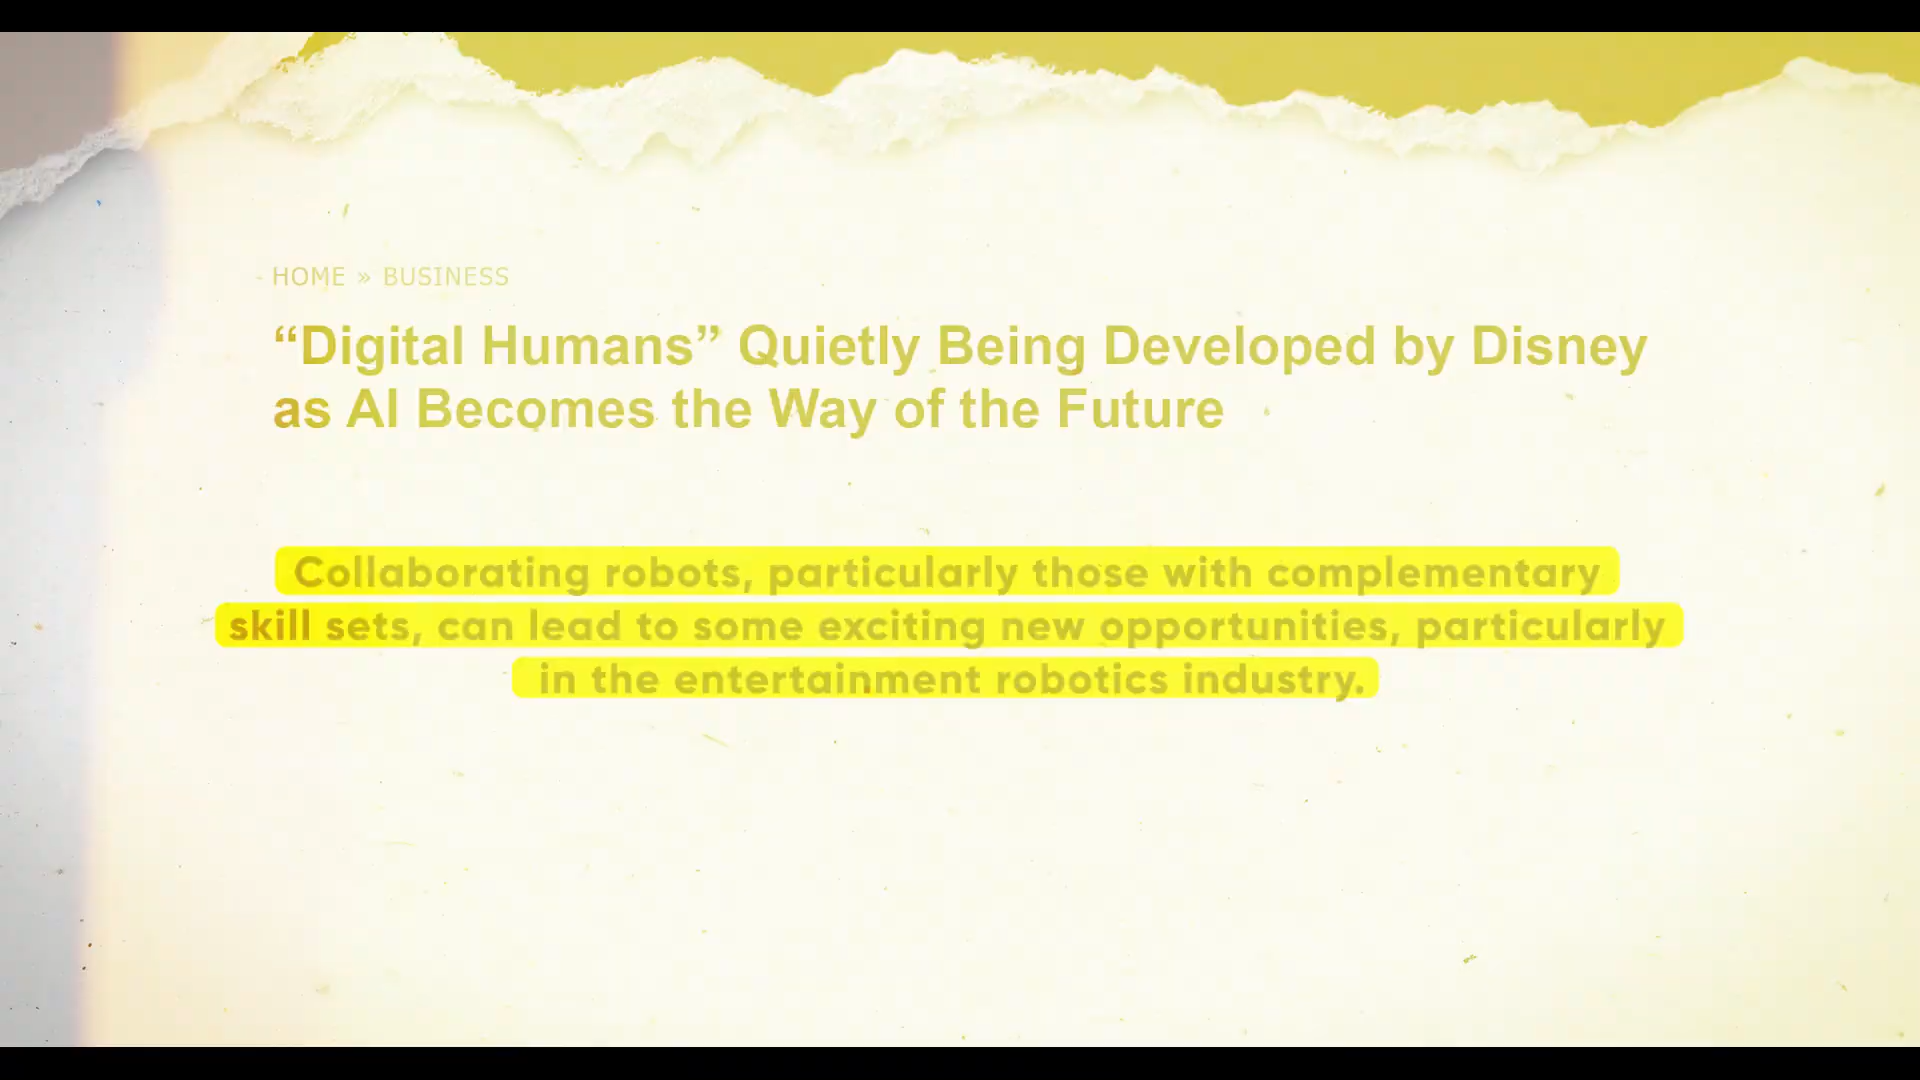 HOME » BUSINESS
“Digital Humans” Quietly Being Developed by Disney
as AI Becomes the Way of the Future
Collaborating robots, particularly those with complementary
skill sets, can lead to some exciting new opportunities, particularly
in the entertainment robotics industry.